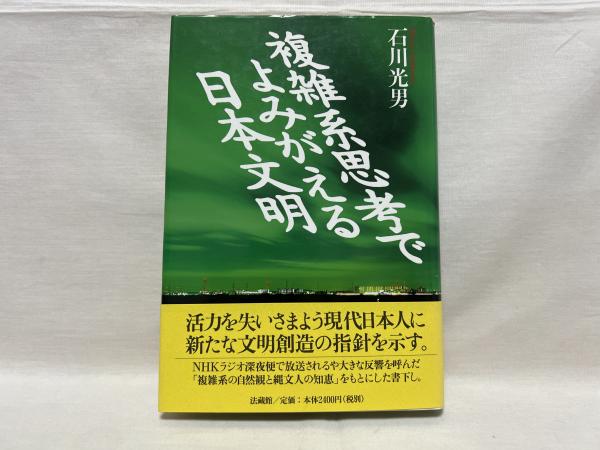 石川光男
複雑系思考で
よみがえる
日本文明
活力を失いさまよう現代日本人に
新たな文明創造の指針を示す。
NHKラジオ深夜便で放送されるや大きな反響を呼んだ
「複雑系の自然観と縄文人の知恵」をもとにした書下し。
法藏館/定価:本体2400円(税別)